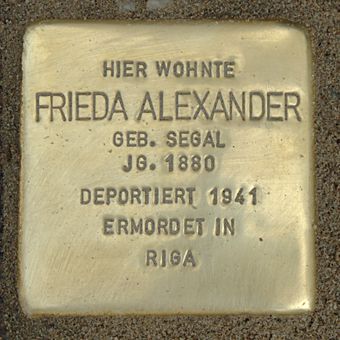 HIER WOHNTE
FRIEDA ALEXANDER
GEB. SEGAL
JG. 1880
DEPORTIERT 1941
ERMORDET IN
RIGA